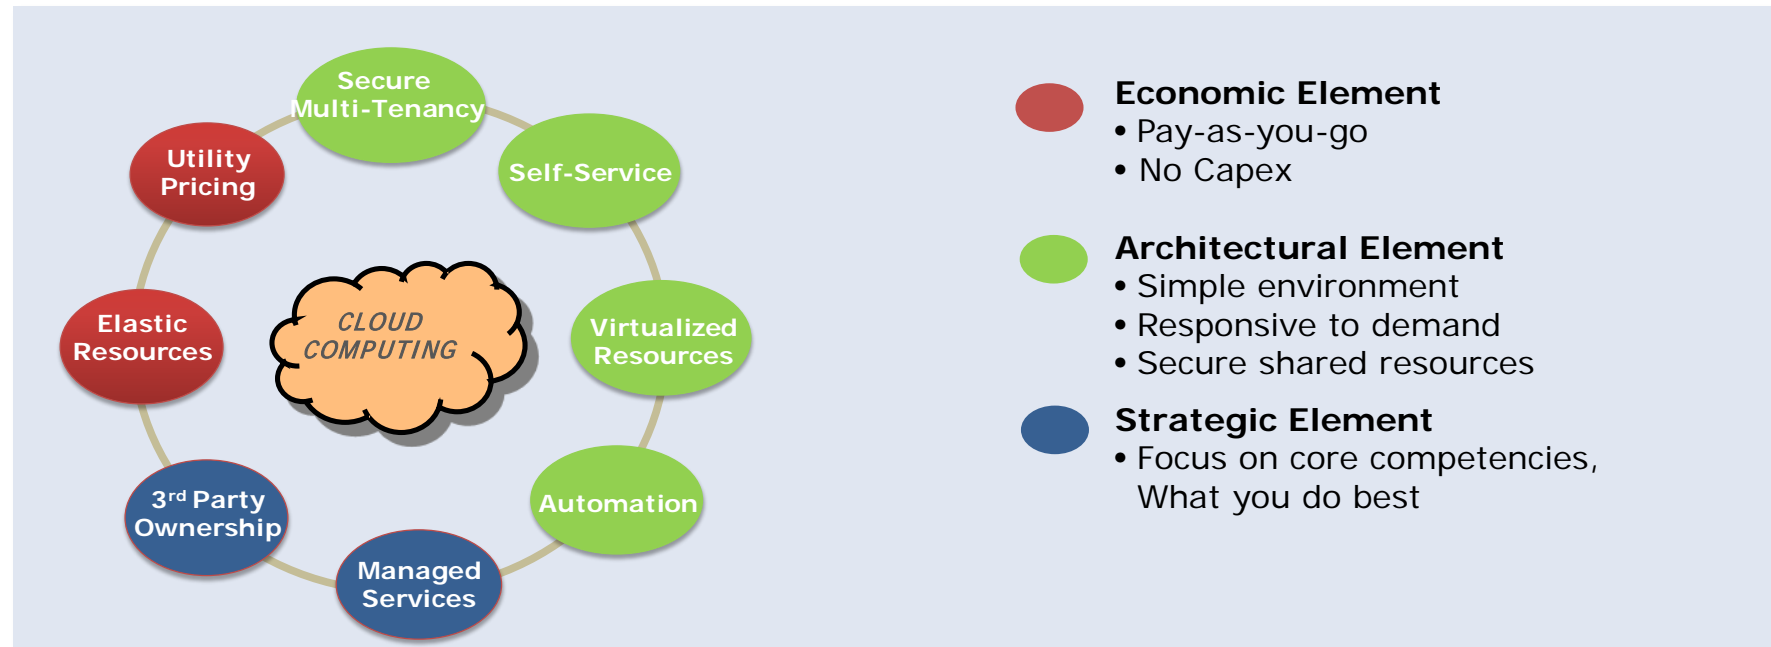 Secure
Multi-Tenancy
Utility
Pricing
Self-Service
Elastic
Resources
CLOUD
COMPUTING
Virtualized
Resources
3rd Party
Ownership
Automation
Managed
Services
Economic Element
• Pay-as-you-go
• No Capex
Architectural Element
• Simple environment
• Responsive to demand
• Secure shared resources
Strategic Element
• Focus on core competencies,
What you do best